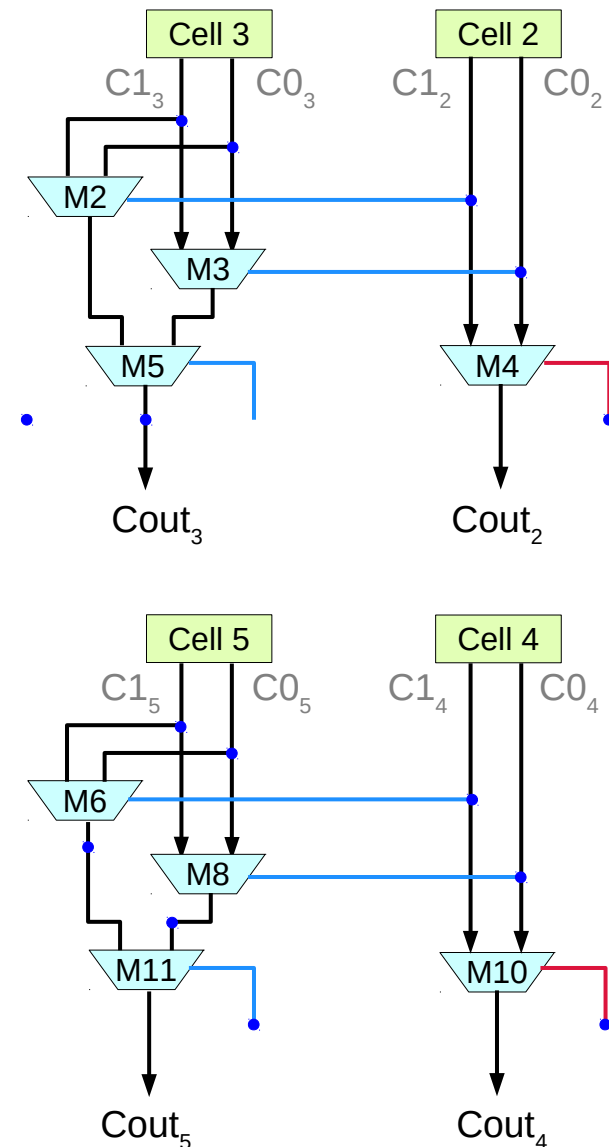 Cell 3 Cell 2
C1₃ C0₃ C1₂ C0₂
M2
M3
M5 M4
Cout₃ Cout₂
Cell 5 Cell 4
C1₅ C0₅ C1₄ C0₄
M6
M8
M11 M10
Cout₅ Cout₄